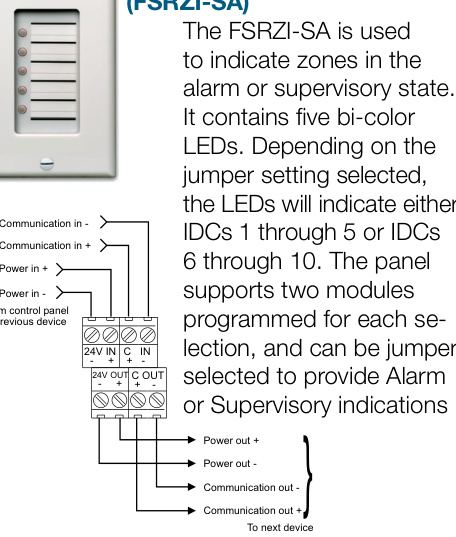 (FSRZI-SA)
The FSRZI-SA is used
to indicate zones in the
alarm or supervisory state.
It contains five bi-color
LEDs. Depending on the
jumper setting selected,
the LEDs will indicate either
IDCs 1 through 5 or IDCs
6 through 10. The panel
supports two modules
programmed for each se-
lection, and can be jumper
selected to provide Alarm
or Supervisory indications
Communication in -
Communication in +
Power in +
Power in -
m control panel
revious device
24V IN C IN
- + + -
24V OUT C OUT
- + + -
Power out +
Power out -
Communication out -
Communication out +
To next device